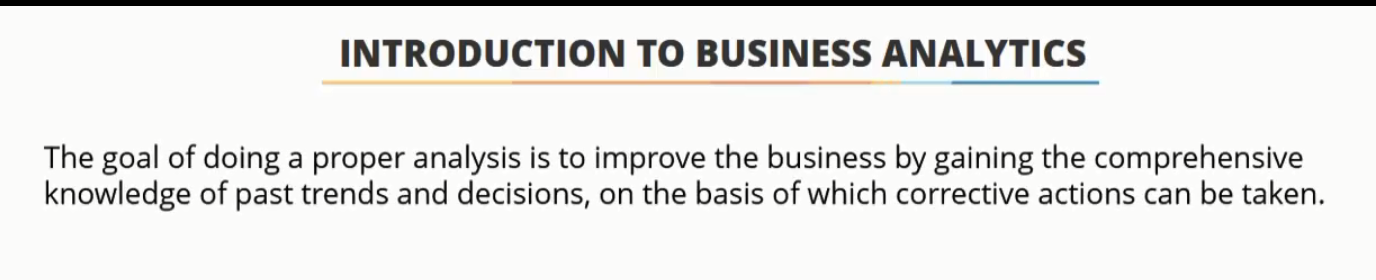 INTRODUCTION TO BUSINESS ANALYTICS
The goal of doing a proper analysis is to improve the business by gaining the comprehensive
knowledge of past trends and decisions, on the basis of which corrective actions can be taken.